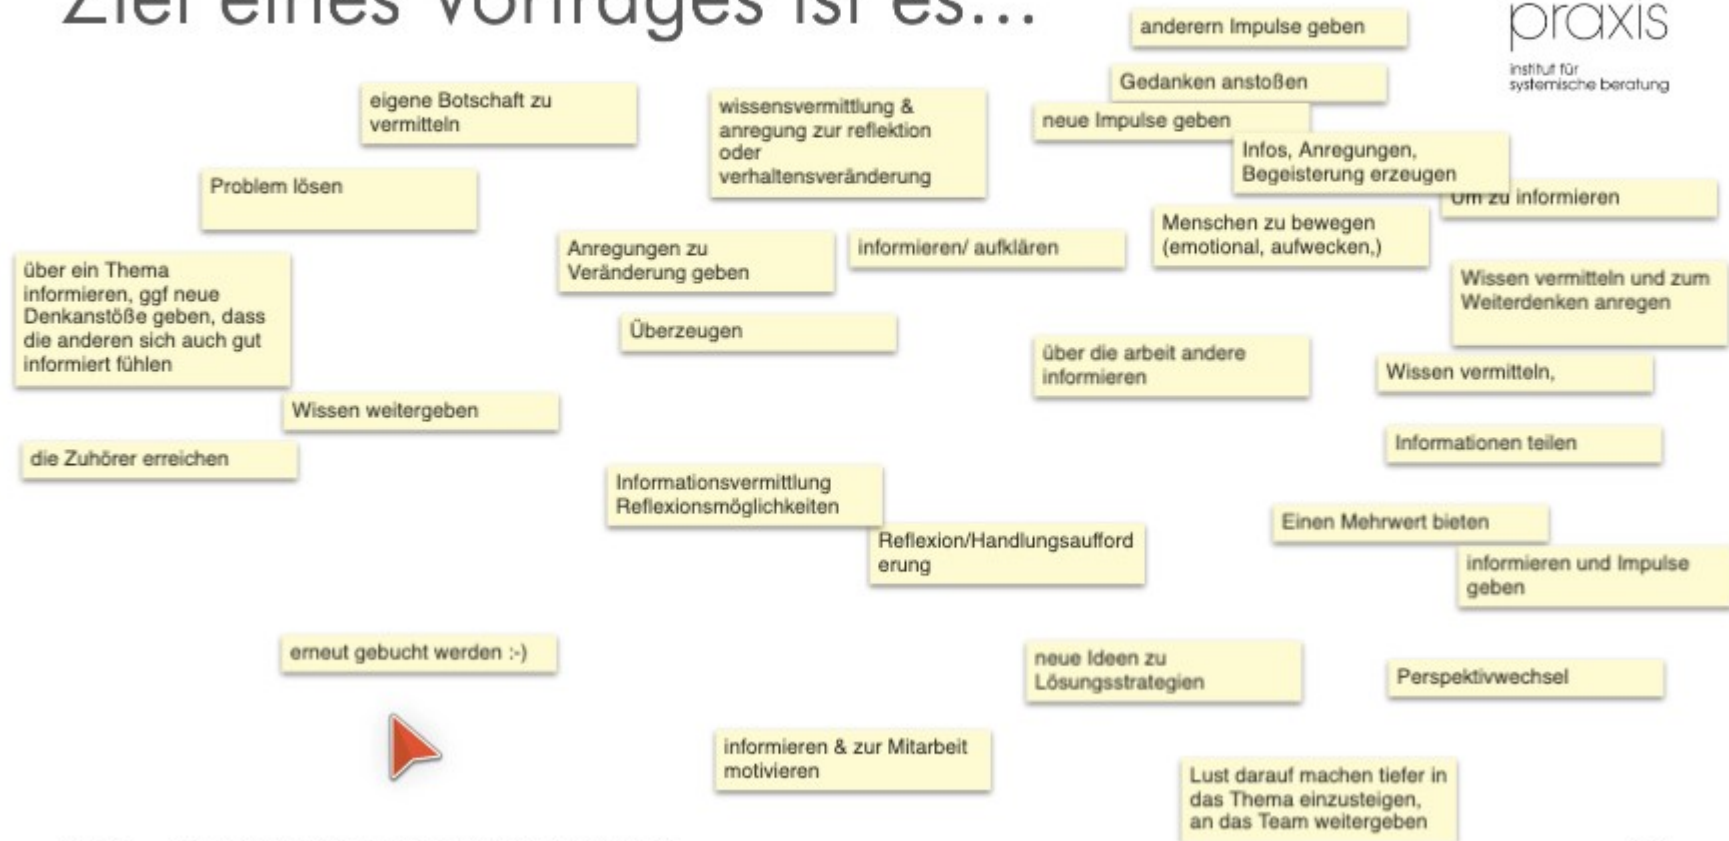 Ziel eines Vortrages ist es...
praxis
institut für
systemische beratung
anderern Impulse geben
Gedanken anstoßen
neue Impulse geben
eigene Botschaft zu
vermitteln
wissensvermittlung &
anregung zur reflektion
oder
verhaltensveränderung
Infos, Anregungen,
Begeisterung erzeugen
Um zu informieren
Problem lösen
Menschen zu bewegen
(emotional, aufwecken,)
Anregungen zu
Veränderung geben
informieren/ aufklären
über ein Thema
informieren, ggf neue
Denkanstöße geben, dass
die anderen sich auch gut
informiert fühlen
Wissen vermitteln und zum
Weiterdenken anregen
Überzeugen
über die arbeit andere
informieren
Wissen vermitteln,
Wissen weitergeben
die Zuhörer erreichen
Informationen teilen
Informationsvermittlung
Reflexionsmöglichkeiten
Reflexion/Handlungsaufford
erung
Einen Mehrwert bieten
informieren und Impulse
geben
erneut gebucht werden :-)
neue Ideen zu
Lösungsstrategien
Perspektivwechsel
informieren & zur Mitarbeit
motivieren
Lust darauf machen tiefer in
das Thema einzusteigen,
an das Team weitergeben